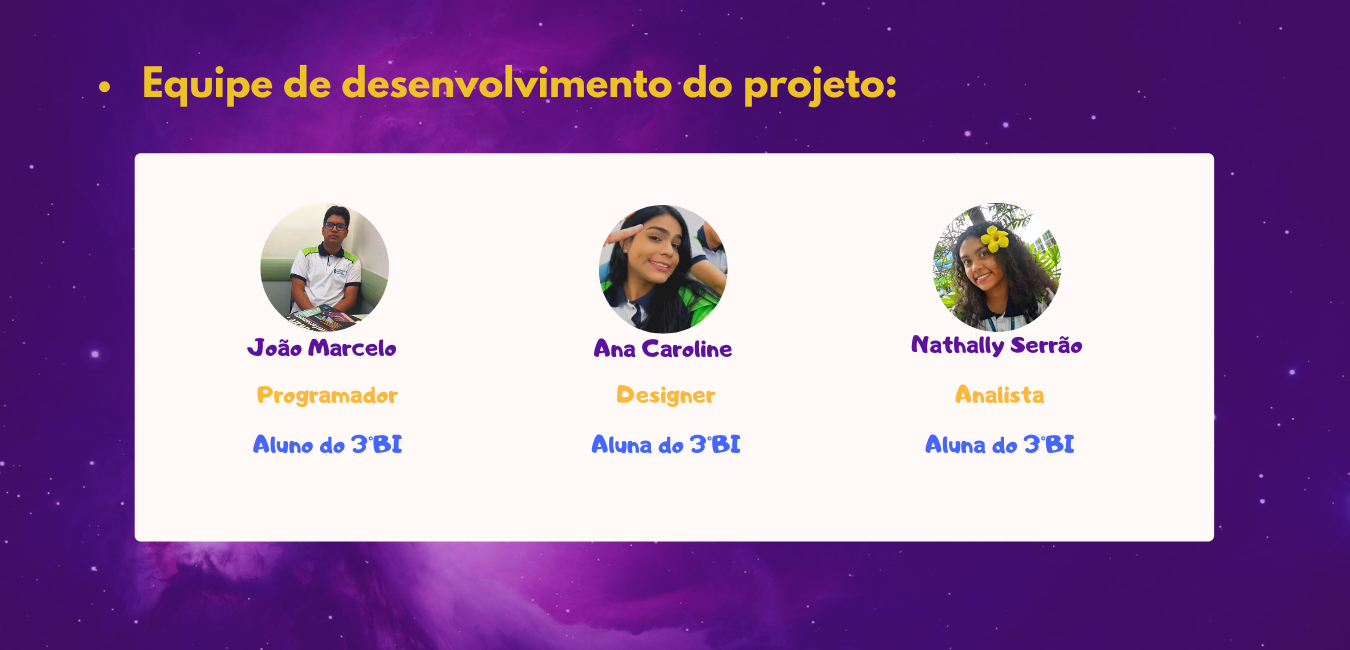 • Equipe de desenvolvimento do projeto:
João Marcelo
Programador
Aluno do 3°BI
Ana Caroline
Designer
Aluna do 3°BI
Nathally Serrão
Analista
Aluna do 3°BI